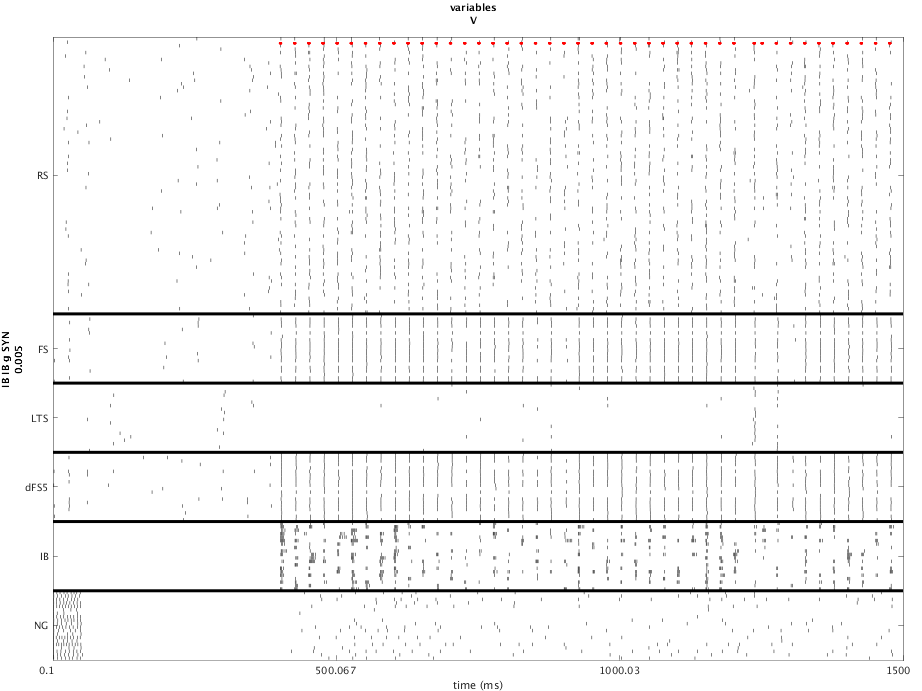 variables
V
RS
FS
LTS
dFS5
IB
NG
IB IB g SYN
0.005
0.1
500.067
1000.03
1500
time (ms)